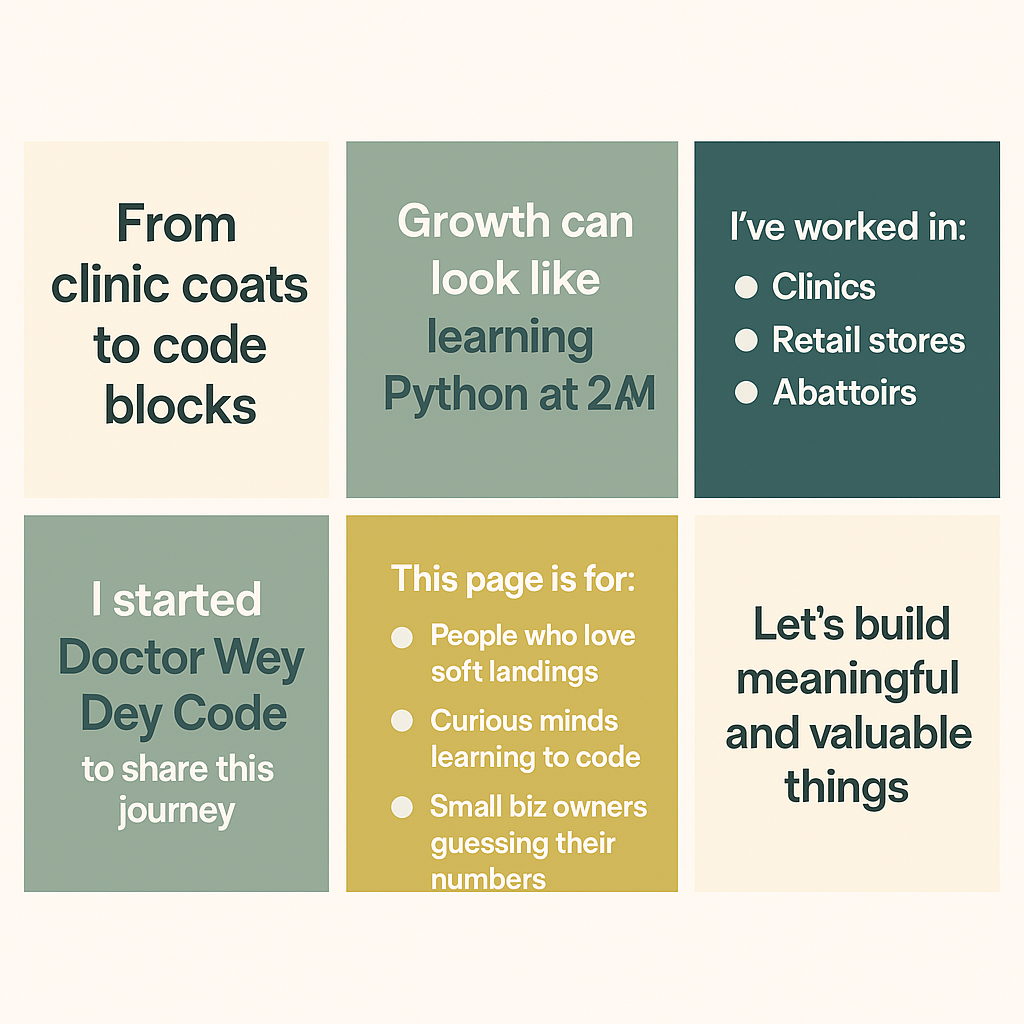 From
clinic coats
to code
blocks
Growth can
look like
learning
Python at 2AM
I've worked in:
Clinics
Retail stores
Abattoirs
I started
Doctor Wey
Dey Code
to share this
journey
This page is for:
People who love
soft landings
Curious minds
learning to code
Small biz owners
guessing their
numbers
Let's build
meaningful
and valuable
things